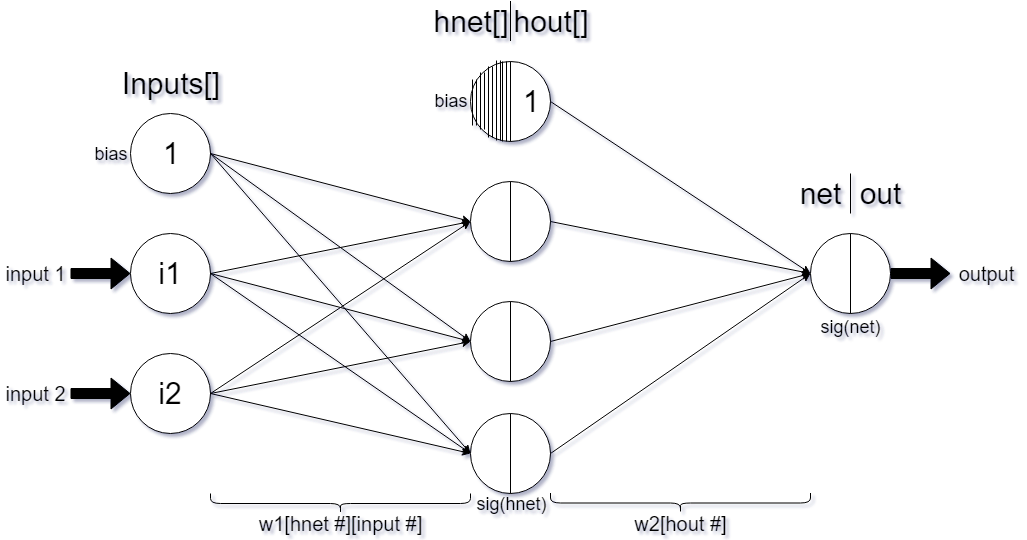 hnet[]|hout[]
Inputs[]
bias 1
bias 1
net | out
input 1 i1
output
sig(net)
input 2 i2
sig(hnet)
w1[hnet #][input #]
w2[hout #]